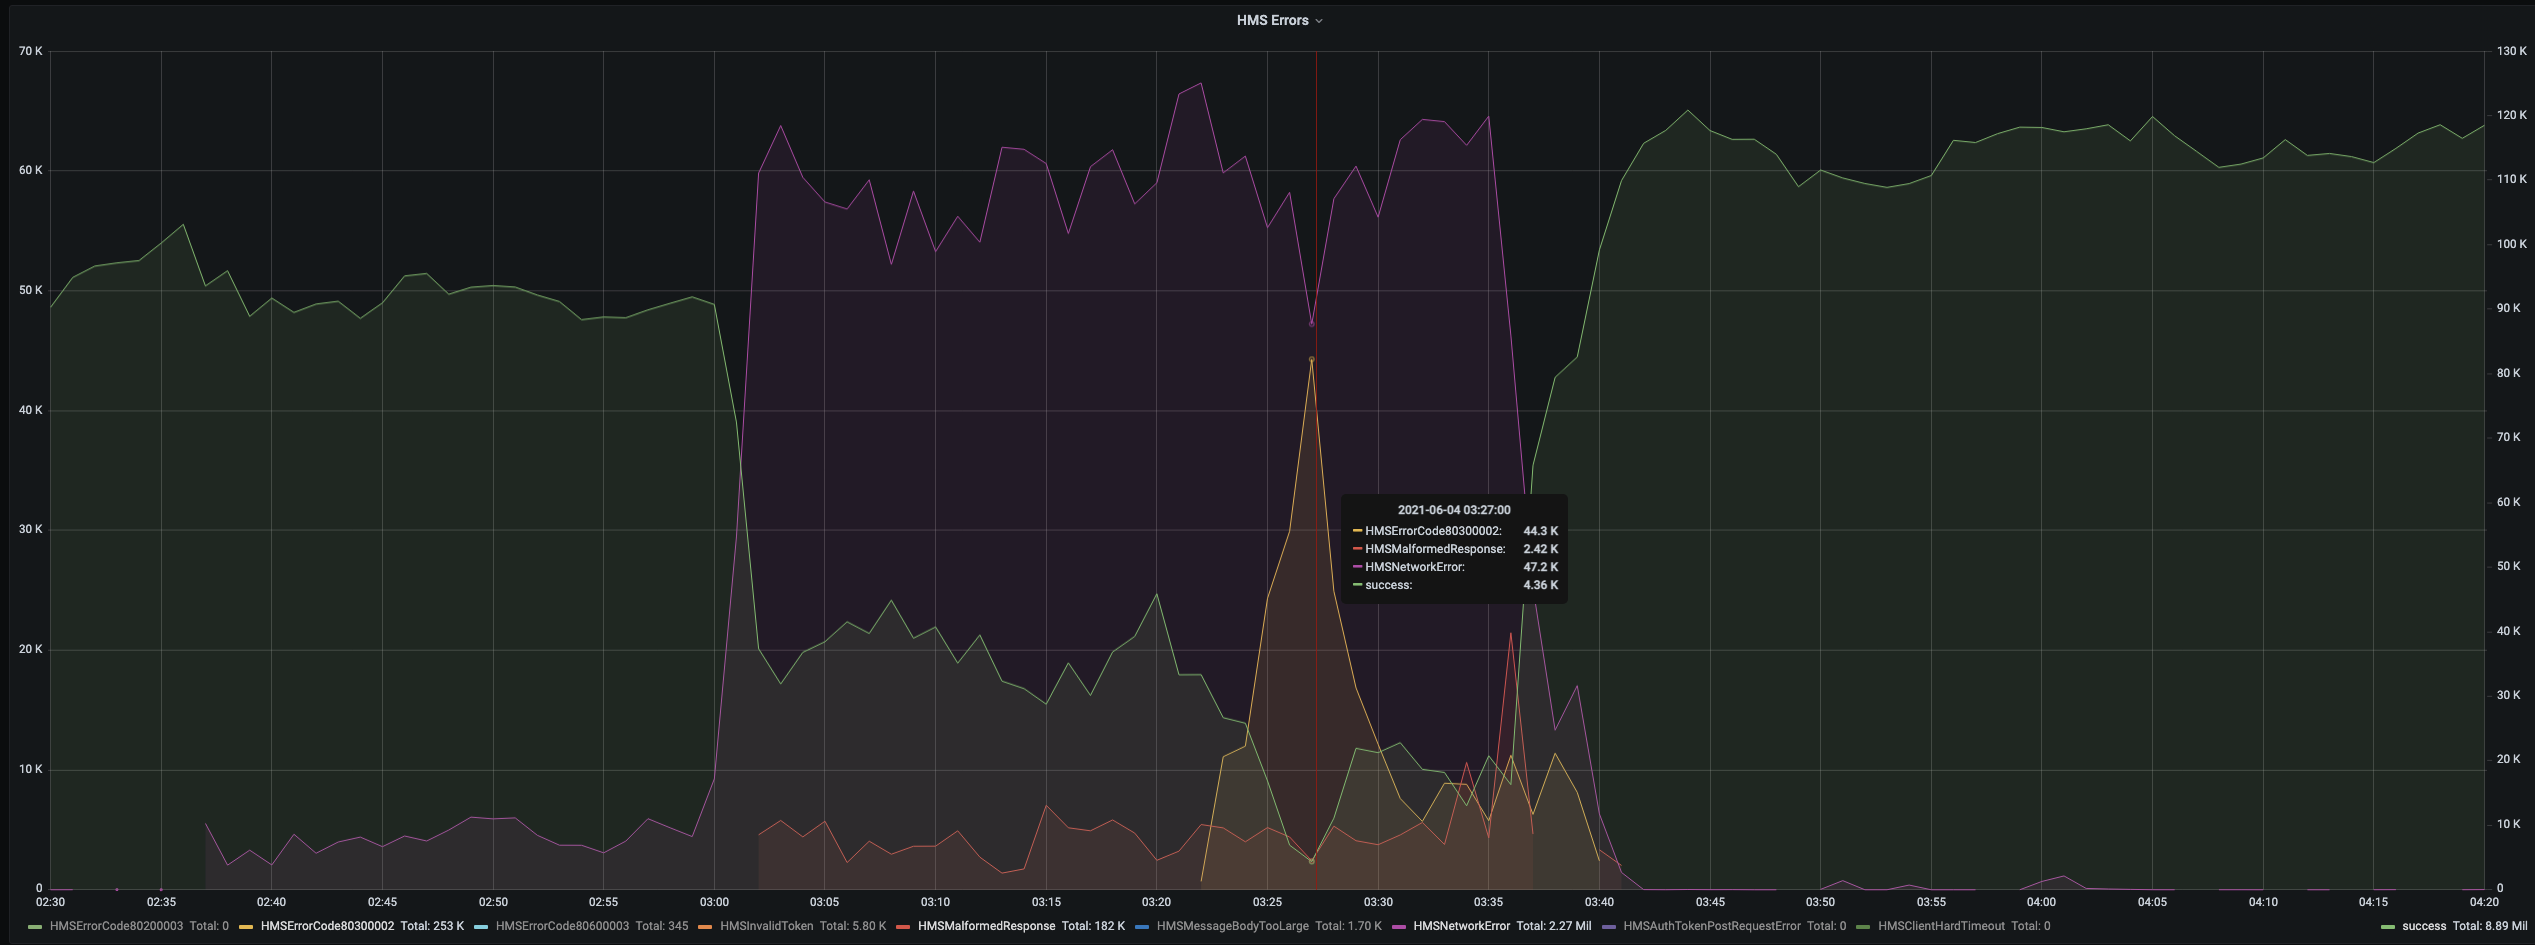 HMS Errors
70 K
60 K
50 K
40 K
30 K
20 K
10 K
0
130 K
120 K
110 K
100 K
90 K
80 K
70 K
60 K
50 K
40 K
30 K
20 K
10 K
0
2021-06-04 03:27:00
HMSErrorCode80300002: 44.3 K
HMSMalformedResponse: 2.42 K
HMSNetworkError: 47.2 K
success: 4.36 K
02:30 02:35 02:40 02:45 02:50 02:55 03:00 03:05 03:10 03:15 03:20 03:25 03:30 03:35 03:40 03:45 03:50 03:55 04:00 04:05 04:10 04:15 04:20
HMSErrorCode80200003 Total: 0 HMSErrorCode80300002 Total: 253 K HMSErrorCode80600003 Total: 345 HMSInvalidToken Total: 5.80 K HMSMalformedResponse Total: 182 K HMSMessageBodyTooLarge Total: 1.70 K HMSNetworkError Total: 2.27 Mil HMSAuthTokenPostRequestError Total: 0 HMSClientHardTimeout Total: 0 success Total: 8.89 Mil